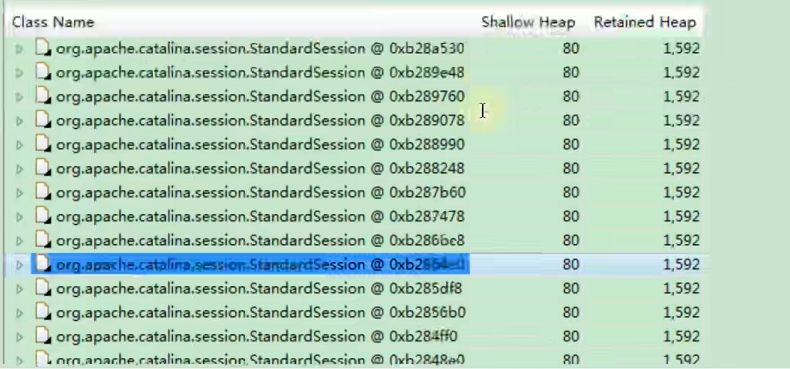 Class Name Shallow Heap Retained Heap
org.apache.catalina.session.StandardSession @ 0xb28a530 80 1,592
org.apache.catalina.session.StandardSession @ 0xb289e48 80 1,592
org.apache.catalina.session.StandardSession @ 0xb289760 80 1,592
org.apache.catalina.session.StandardSession @ 0xb289078 80 1,592
org.apache.catalina.session.StandardSession @ 0xb288990 80 1,592
org.apache.catalina.session.StandardSession @ 0xb288248 80 1,592
org.apache.catalina.session.StandardSession @ 0xb287b60 80 1,592
org.apache.catalina.session.StandardSession @ 0xb287478 80 1,592
org.apache.catalina.session.StandardSession @ 80 1,592
org.apache.catalina.session.StandardSession @ 80 1,592
org.apache.catalina.session.StandardSession @ 0xb285df8 80 1,592
org.apache.catalina.session.StandardSession @ 0xb2856b0 80 1,592
org.apache.catalina.session.StandardSession @ 0xb284ff0 80 1,592
org.apache.catalina.session.StandardSession @ 0xb2848e0 80 1,592